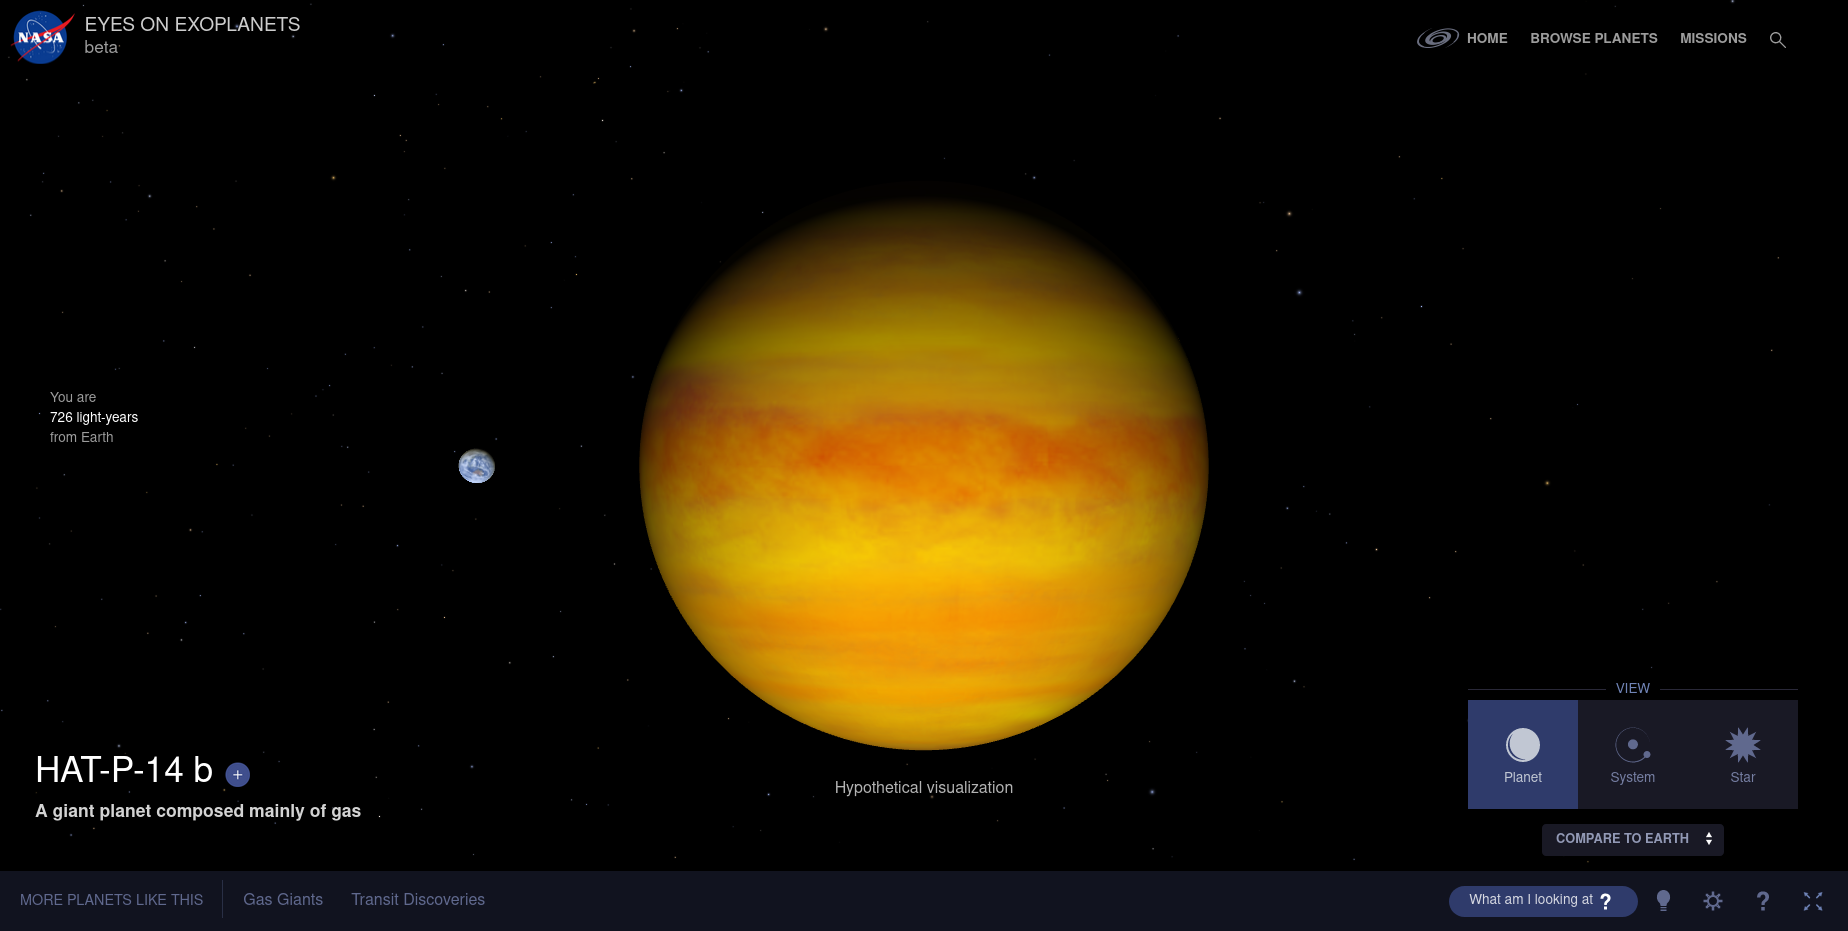 NASA
EYES ON EXOPLANETS
beta
HOME
BROWSE PLANETS
MISSIONS
You are
726 light-years
from Earth
HAT-P-14 b +
A giant planet composed mainly of gas
Hypothetical visualization
VIEW
Planet
System
Star
COMPARE TO EARTH
MORE PLANETS LIKE THIS
Gas Giants
Transit Discoveries
What am I looking at ?
?